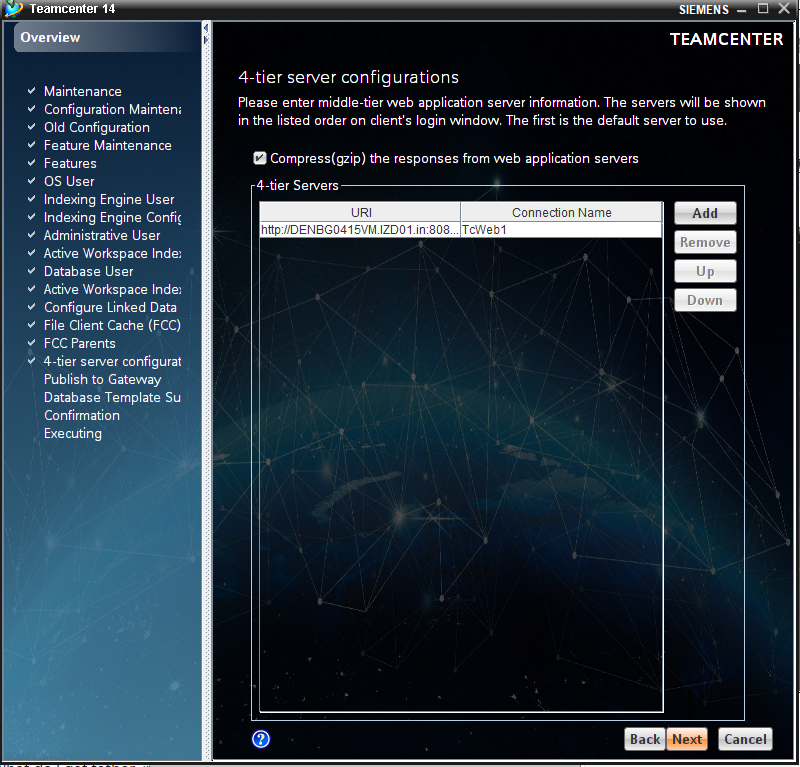 Teamcenter 14
SIEMENS
Overview
TEAMCENTER
Maintenance
Configuration Maintena
Old Configuration
Feature Maintenance
Features
OS User
Indexing Engine User
Indexing Engine Config
Administrative User
Active Workspace Index
Database User
Active Workspace Index
Configure Linked Data
File Client Cache (FCC)
FCC Parents
4-tier server configurat
Publish to Gateway
Database Template Su
Confirmation
Executing
4-tier server configurations
Please enter middle-tier web application server information. The servers will be shown
in the listed order on client's login window. The first is the default server to use.
Compress(gzip) the responses from web application servers
4-tier Servers
URI Connection Name
http://DENBG0415VM.IZD01.in:808... TcWeb1
Add
Remove
Up
Down
Back Next Cancel